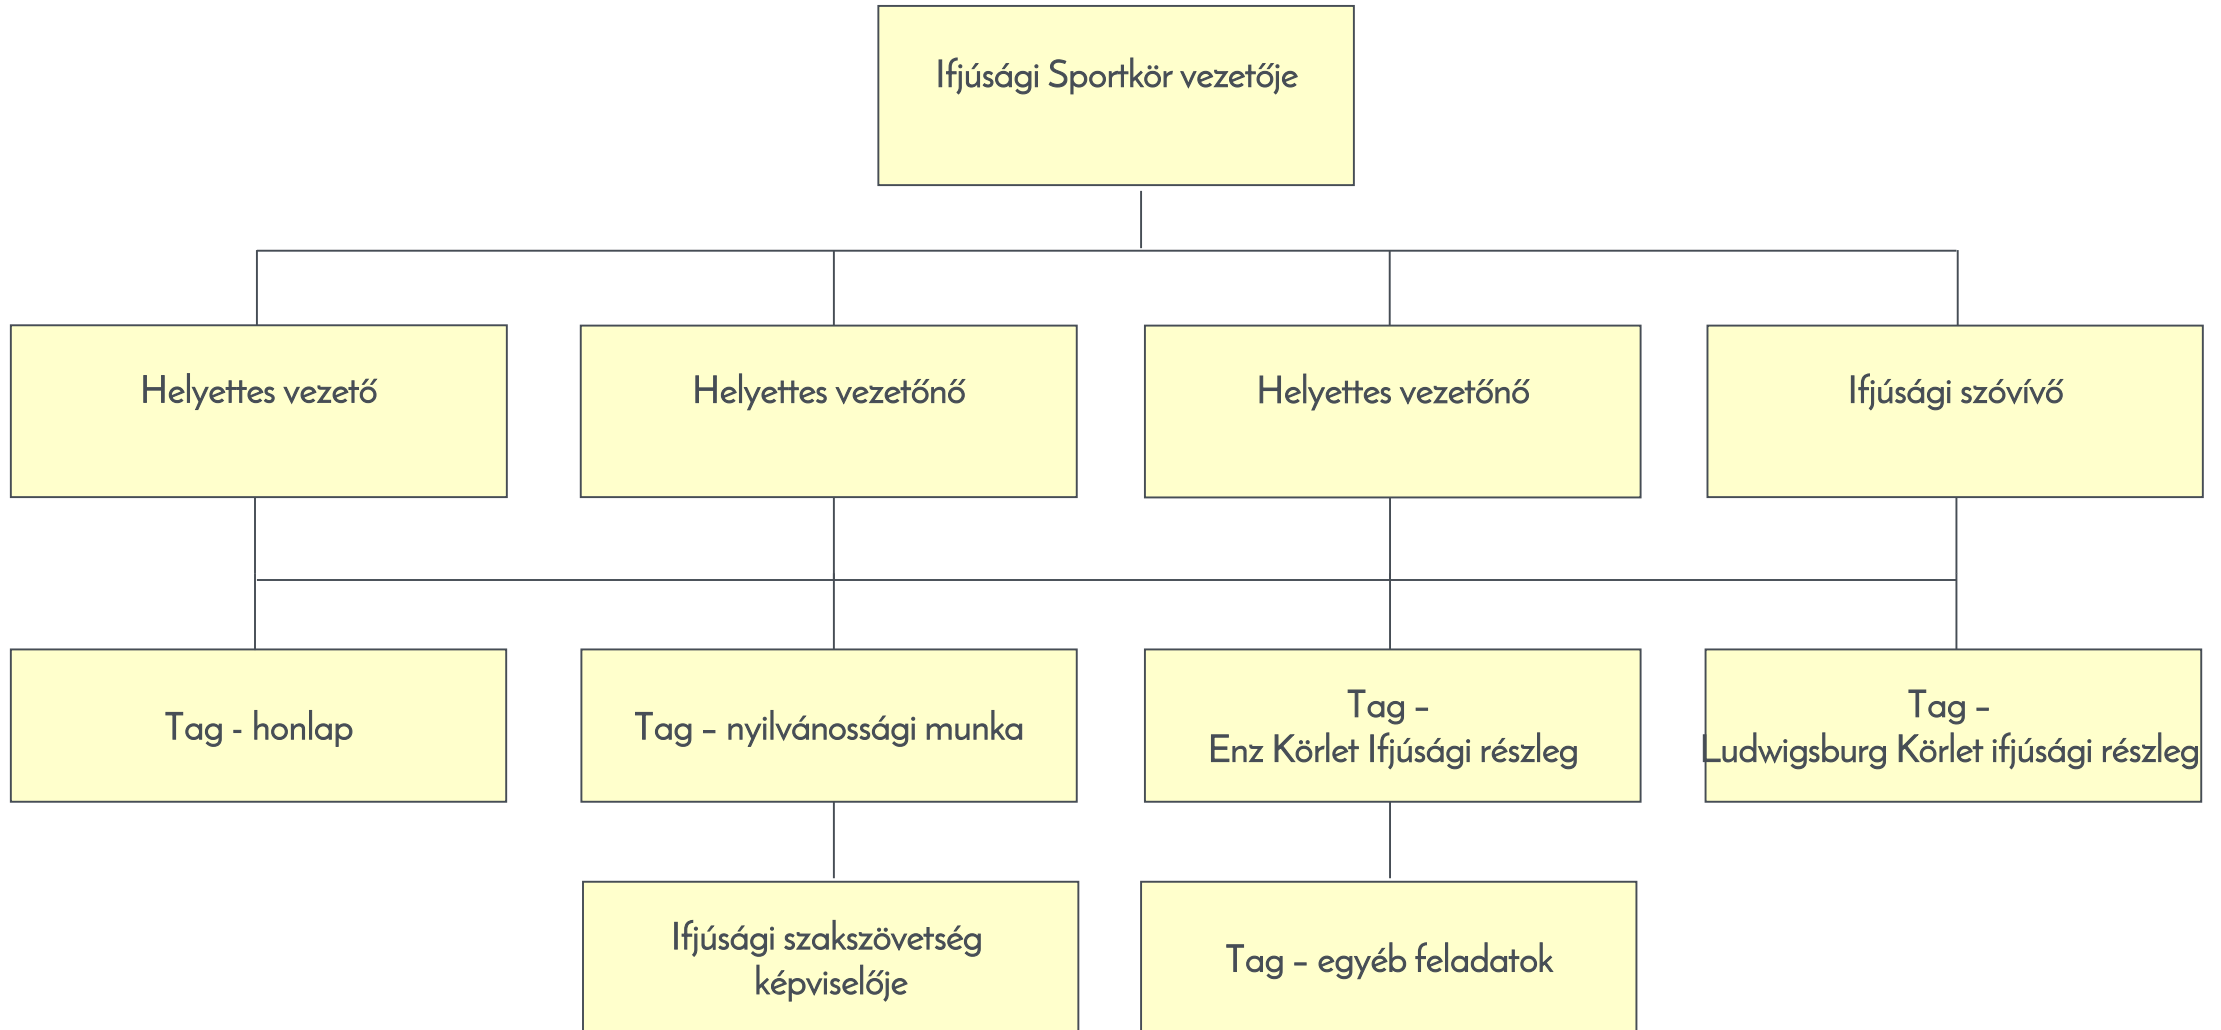 Ifjúsági Sportkör vezetője
Helyettes vezető
Helyettes vezetőnő
Helyettes vezetőnő
Ifjúsági szóvívő
Tag - honlap
Tag – nyilvánossági munka
Tag –
Enz Körlet Ifjúsági részleg
Tag –
Ludwigsburg Körlet ifjúsági részleg
Ifjúsági szakszövetség
képviselője
Tag – egyéb feladatok